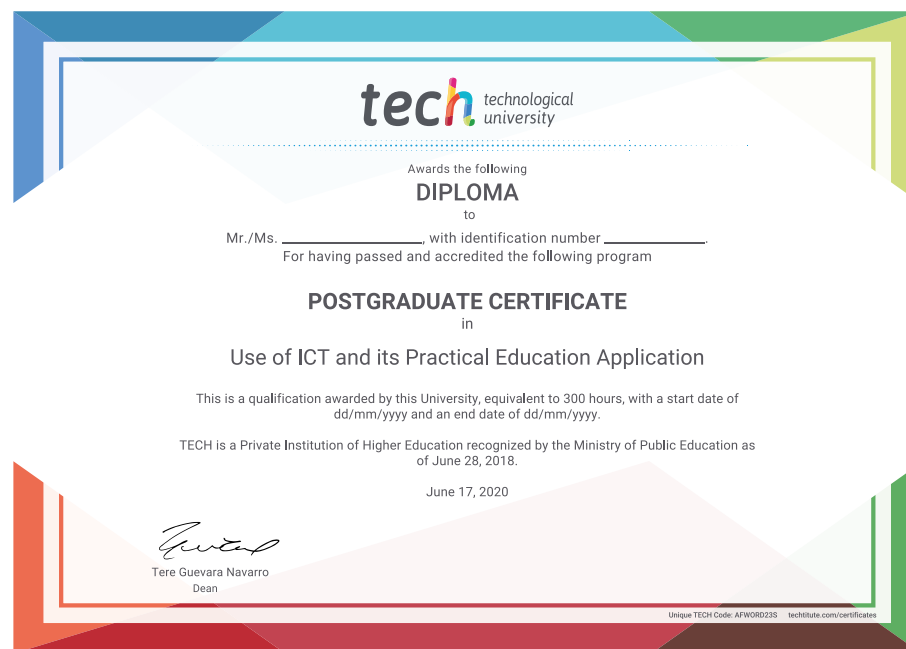 tech technological
university
Awards the following
DIPLOMA
to
Mr./Ms. ____________, with identification number _________.
For having passed and accredited the following program
POSTGRADUATE CERTIFICATE
in
Use of ICT and its Practical Education Application
This is a qualification awarded by this University, equivalent to 300 hours, with a start date of
dd/mm/yyyy and an end date of dd/mm/yyyy.
TECH is a Private Institution of Higher Education recognized by the Ministry of Public Education as
of June 28, 2018.
June 17, 2020
Tere Guevara Navarro
Dean
Unique TECH Code: AFWORD23S techtitute.com/certificates